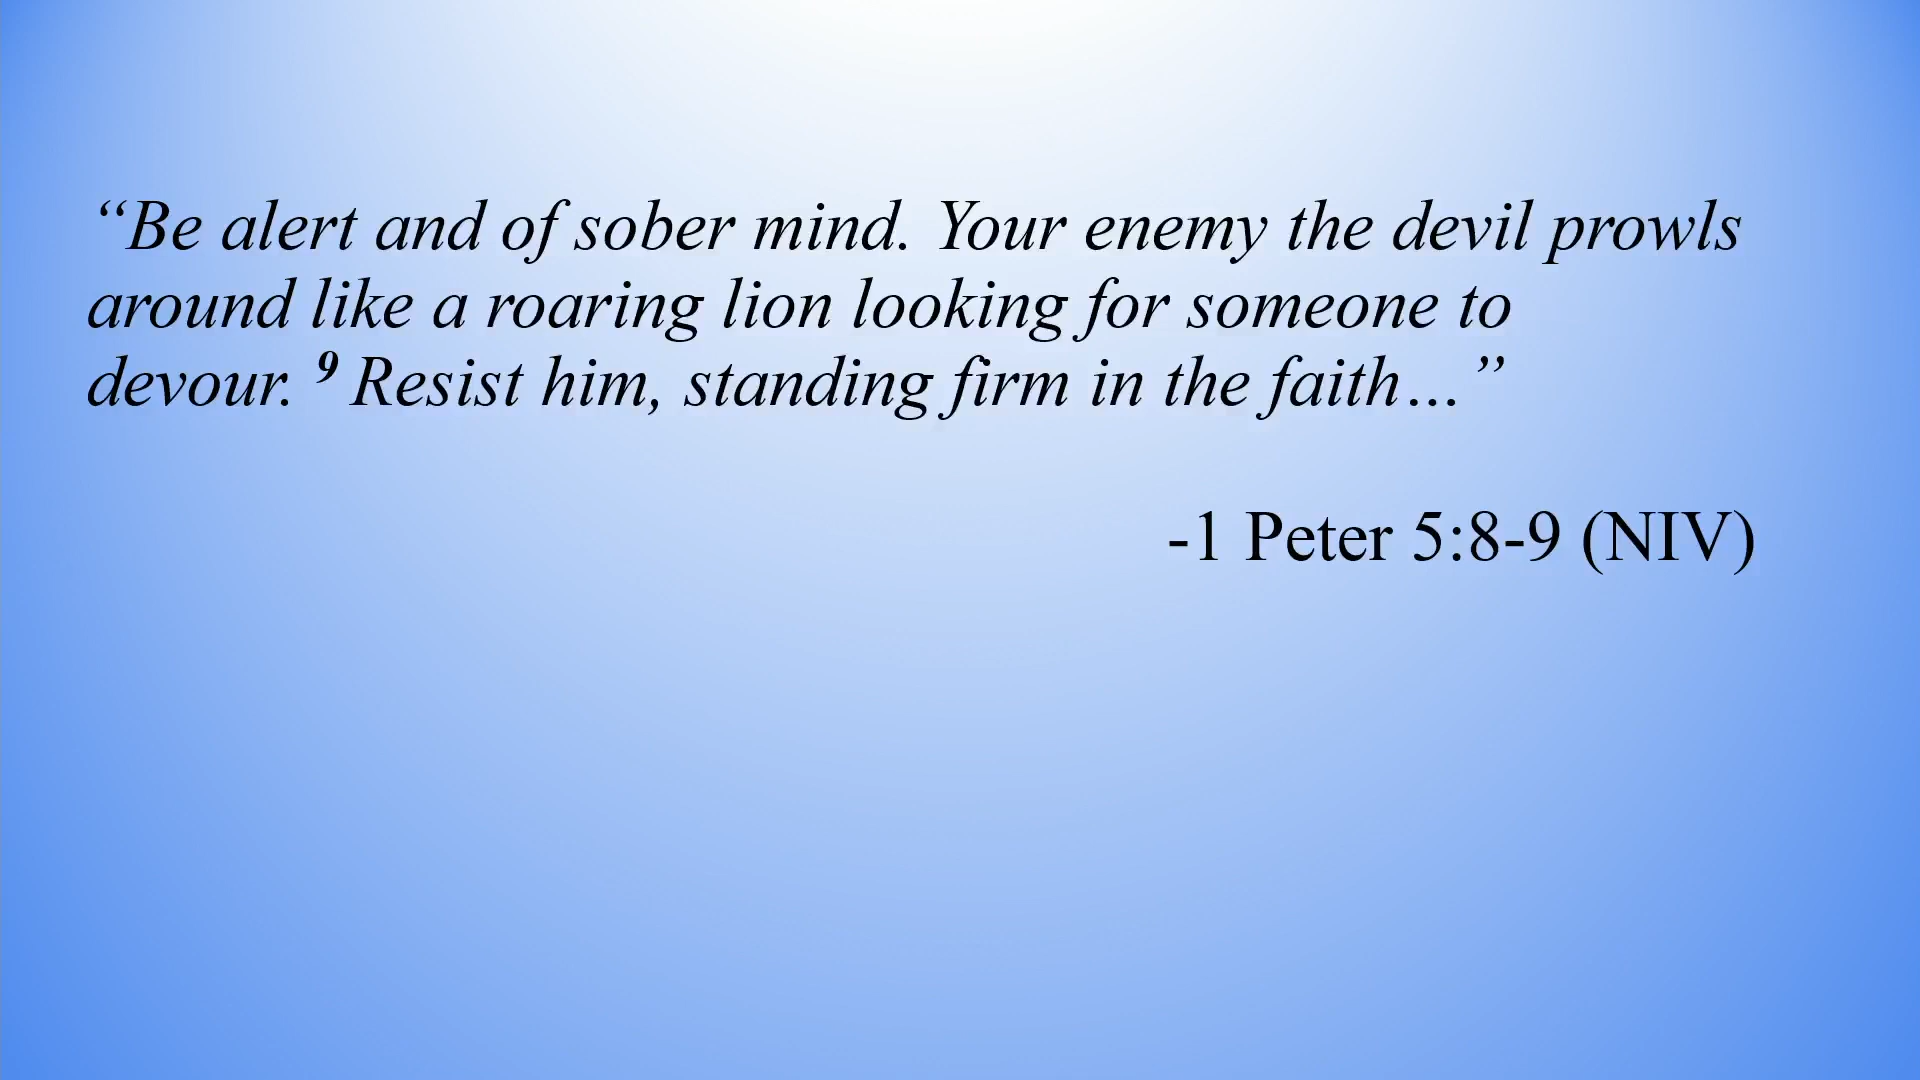 “Be alert and of sober mind. Your enemy the devil prowls
around like a roaring lion looking for someone to
devour. ⁹ Resist him, standing firm in the faith…”
-1 Peter 5:8-9 (NIV)